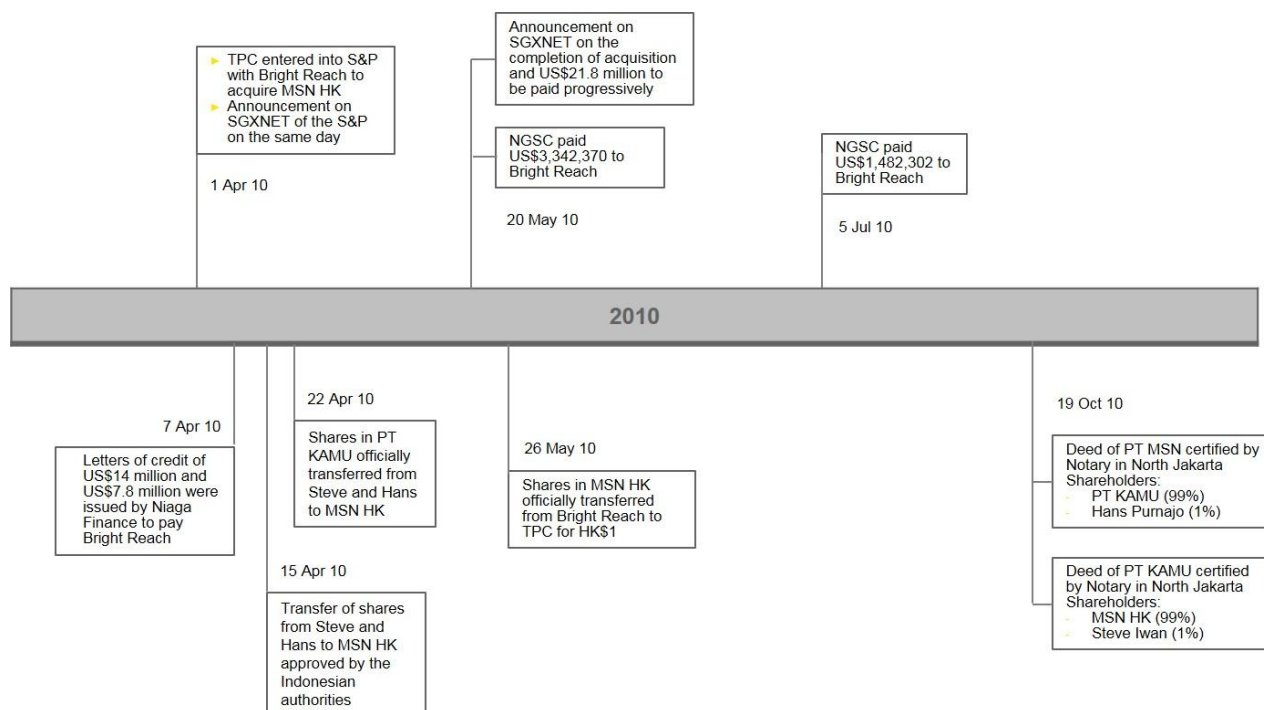 ► TPC entered into S&P
with Bright Reach to
acquire MSN HK
► Announcement on
SGXNET of the S&P
on the same day
1 Apr 10
Announcement on
SGXNET on the
completion of acquisition
and US$21.8 million to
be paid progressively
NGSC paid
US$3,342,370 to
Bright Reach
20 May 10
NGSC paid
US$1,482,302 to
Bright Reach
5 Jul 10
2010
7 Apr 10
Letters of credit of
US$14 million and
US$7.8 million were
issued by Niaga
Finance to pay
Bright Reach
15 Apr 10
Transfer of shares
from Steve and
Hans to MSN HK
approved by the
Indonesian
authorities
22 Apr 10
Shares in PT
KAMU officially
transferred from
Steve and Hans
to MSN HK
26 May 10
Shares in MSN HK
officially transferred
from Bright Reach to
TPC for HK$1
19 Oct 10
Deed of PT MSN certified by
Notary in North Jakarta
Shareholders:
- PT KAMU (99%)
- Hans Purnajo (1%)
Deed of PT KAMU certified
by Notary in North Jakarta
Shareholders:
- MSN HK (99%)
- Steve Iwan (1%)